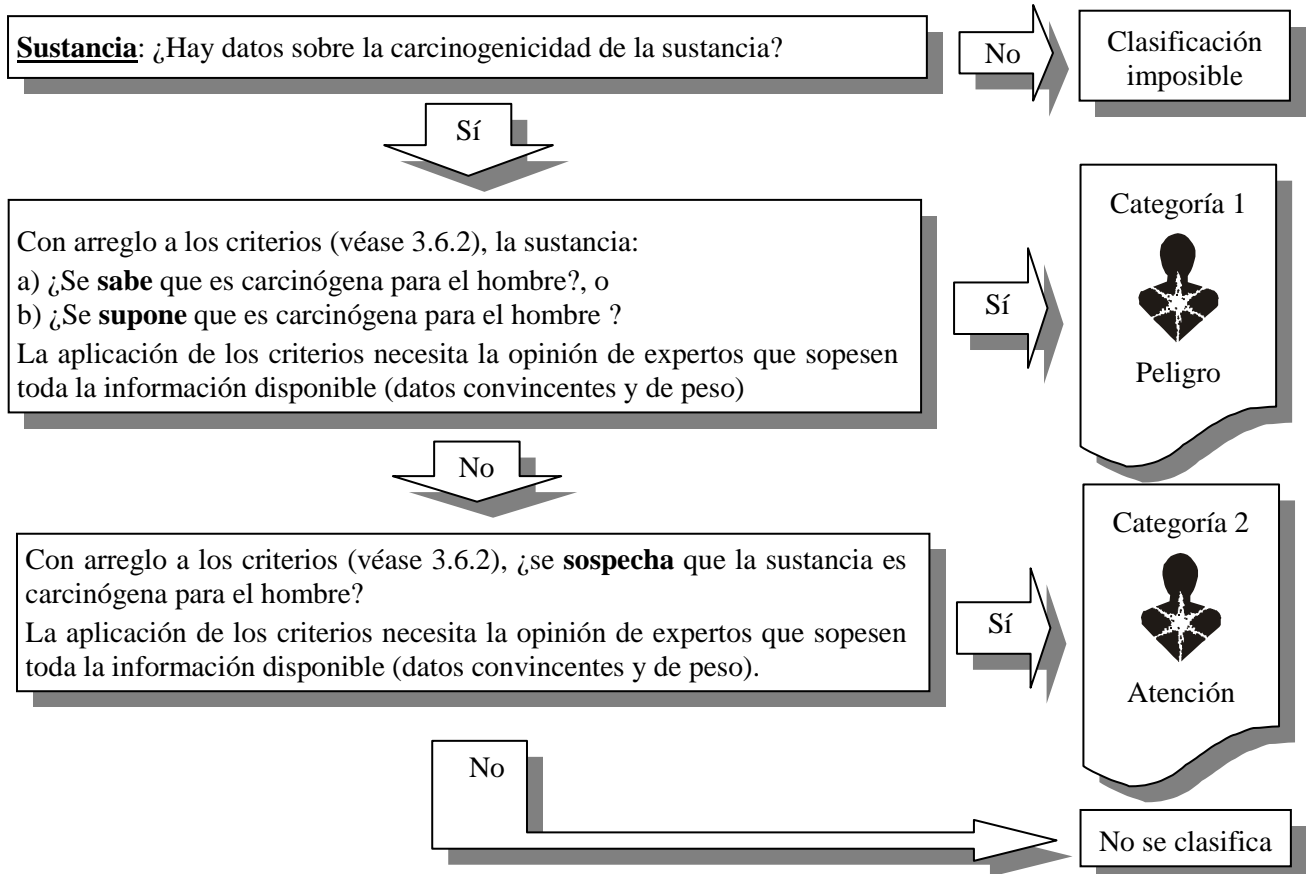 Sustancia: ¿Hay datos sobre la carcinogenicidad de la sustancia?
No
Clasificación
imposible
Sí
Con arreglo a los criterios (véase 3.6.2), la sustancia:
a) ¿Se sabe que es carcinógena para el hombre?, o
b) ¿Se supone que es carcinógena para el hombre ?
La aplicación de los criterios necesita la opinión de expertos que sopesen
toda la información disponible (datos convincentes y de peso)
Sí
Categoría 1
Peligro
No
Con arreglo a los criterios (véase 3.6.2), ¿se sospecha que la sustancia es
carcinógena para el hombre?
La aplicación de los criterios necesita la opinión de expertos que sopesen
toda la información disponible (datos convincentes y de peso).
Sí
Categoría 2
Atención
No
No se clasifica